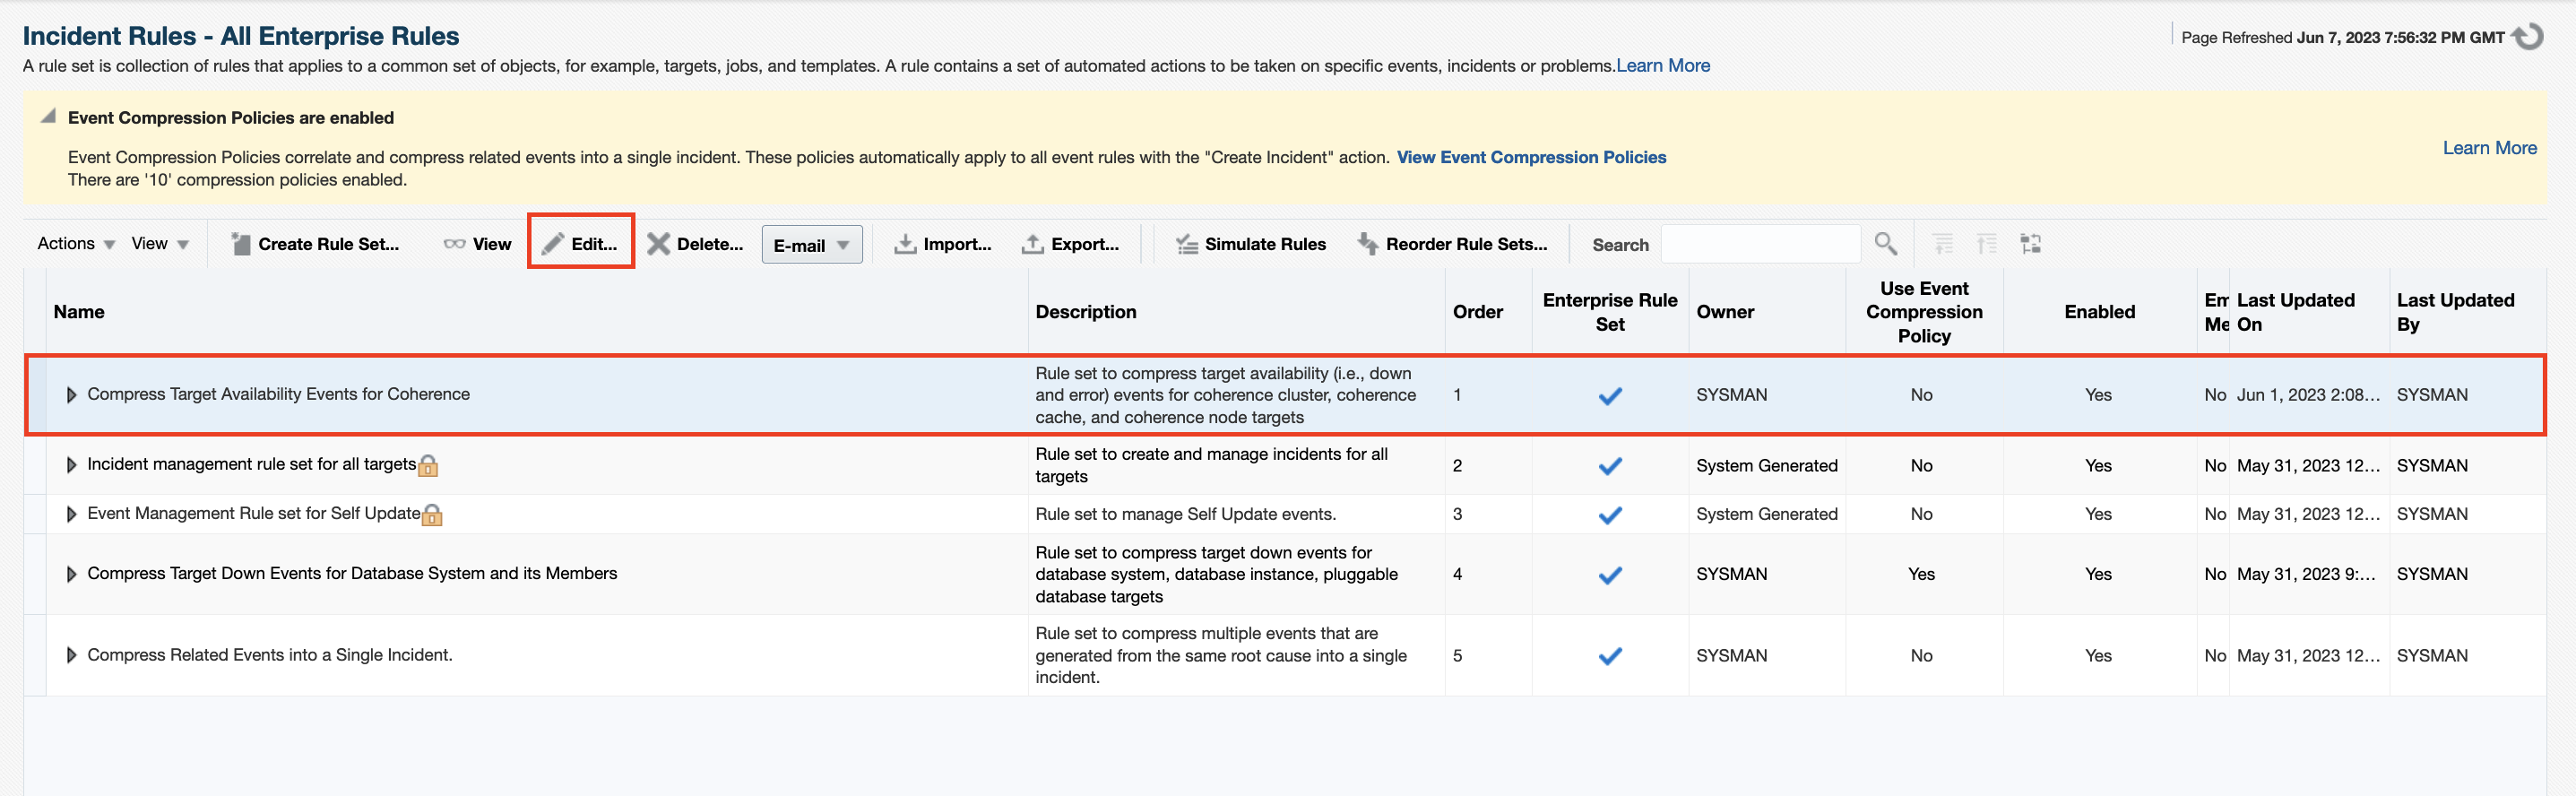 Incident Rules - All Enterprise Rules
Page Refreshed Jun 7, 2023 7:56:32 PM GMT
A rule set is collection of rules that applies to a common set of objects, for example, targets, jobs, and templates. A rule contains a set of automated actions to be taken on specific events, incidents or problems.Learn More
Event Compression Policies are enabled
Event Compression Policies correlate and compress related events into a single incident. These policies automatically apply to all event rules with the "Create Incident" action. View Event Compression Policies
There are '10' compression policies enabled.
Learn More
Actions View Create Rule Set... View Edit... Delete... E-mail Import... Export... Simulate Rules Reorder Rule Sets... Search
Name
Description
Order
Enterprise Rule
Set
Owner
Use Event
Compression
Policy
Enabled
Em
Me
Last Updated
On
Last Updated
By
Compress Target Availability Events for Coherence
Rule set to compress target availability (i.e., down
and error) events for coherence cluster, coherence
cache, and coherence node targets
1
SYSMAN
No
Yes
No
Jun 1, 2023 2:08...
SYSMAN
Incident management rule set for all targets
Rule set to create and manage incidents for all
targets
2
System Generated
No
Yes
No
May 31, 2023 12...
SYSMAN
Event Management Rule set for Self Update
Rule set to manage Self Update events.
3
System Generated
No
Yes
No
May 31, 2023 12...
SYSMAN
Compress Target Down Events for Database System and its Members
Rule set to compress target down events for
database system, database instance, pluggable
database targets
4
SYSMAN
Yes
Yes
No
May 31, 2023 9:...
SYSMAN
Compress Related Events into a Single Incident.
Rule set to compress multiple events that are
generated from the same root cause into a single
incident.
5
SYSMAN
No
Yes
No
May 31, 2023 12...
SYSMAN